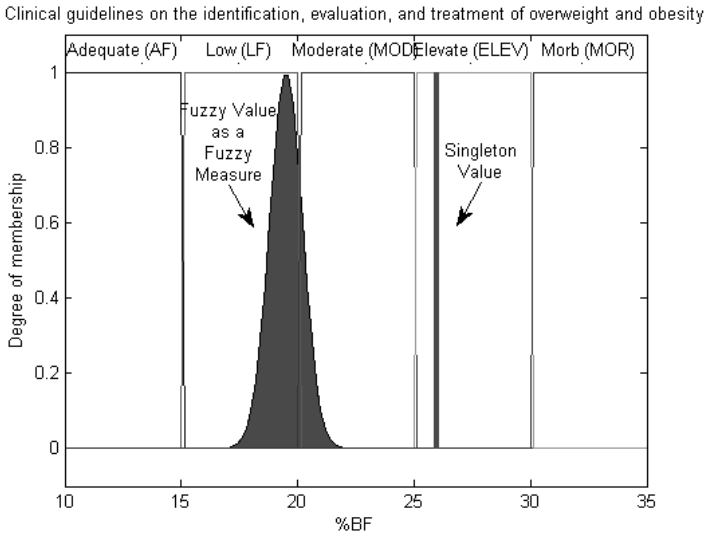 Clinical guidelines on the identification, evaluation, and treatment of overweight and obesity
Adequate (AF) Low (LF) Moderate (MOD) Elevate (ELEV) Morb (MOR)
1
0.8
0.6
0.4
0.2
0
Degree of membership
Fuzzy Value
as a
Fuzzy
Measure
Singleton
Value
10 15 20 25 30 35
%BF